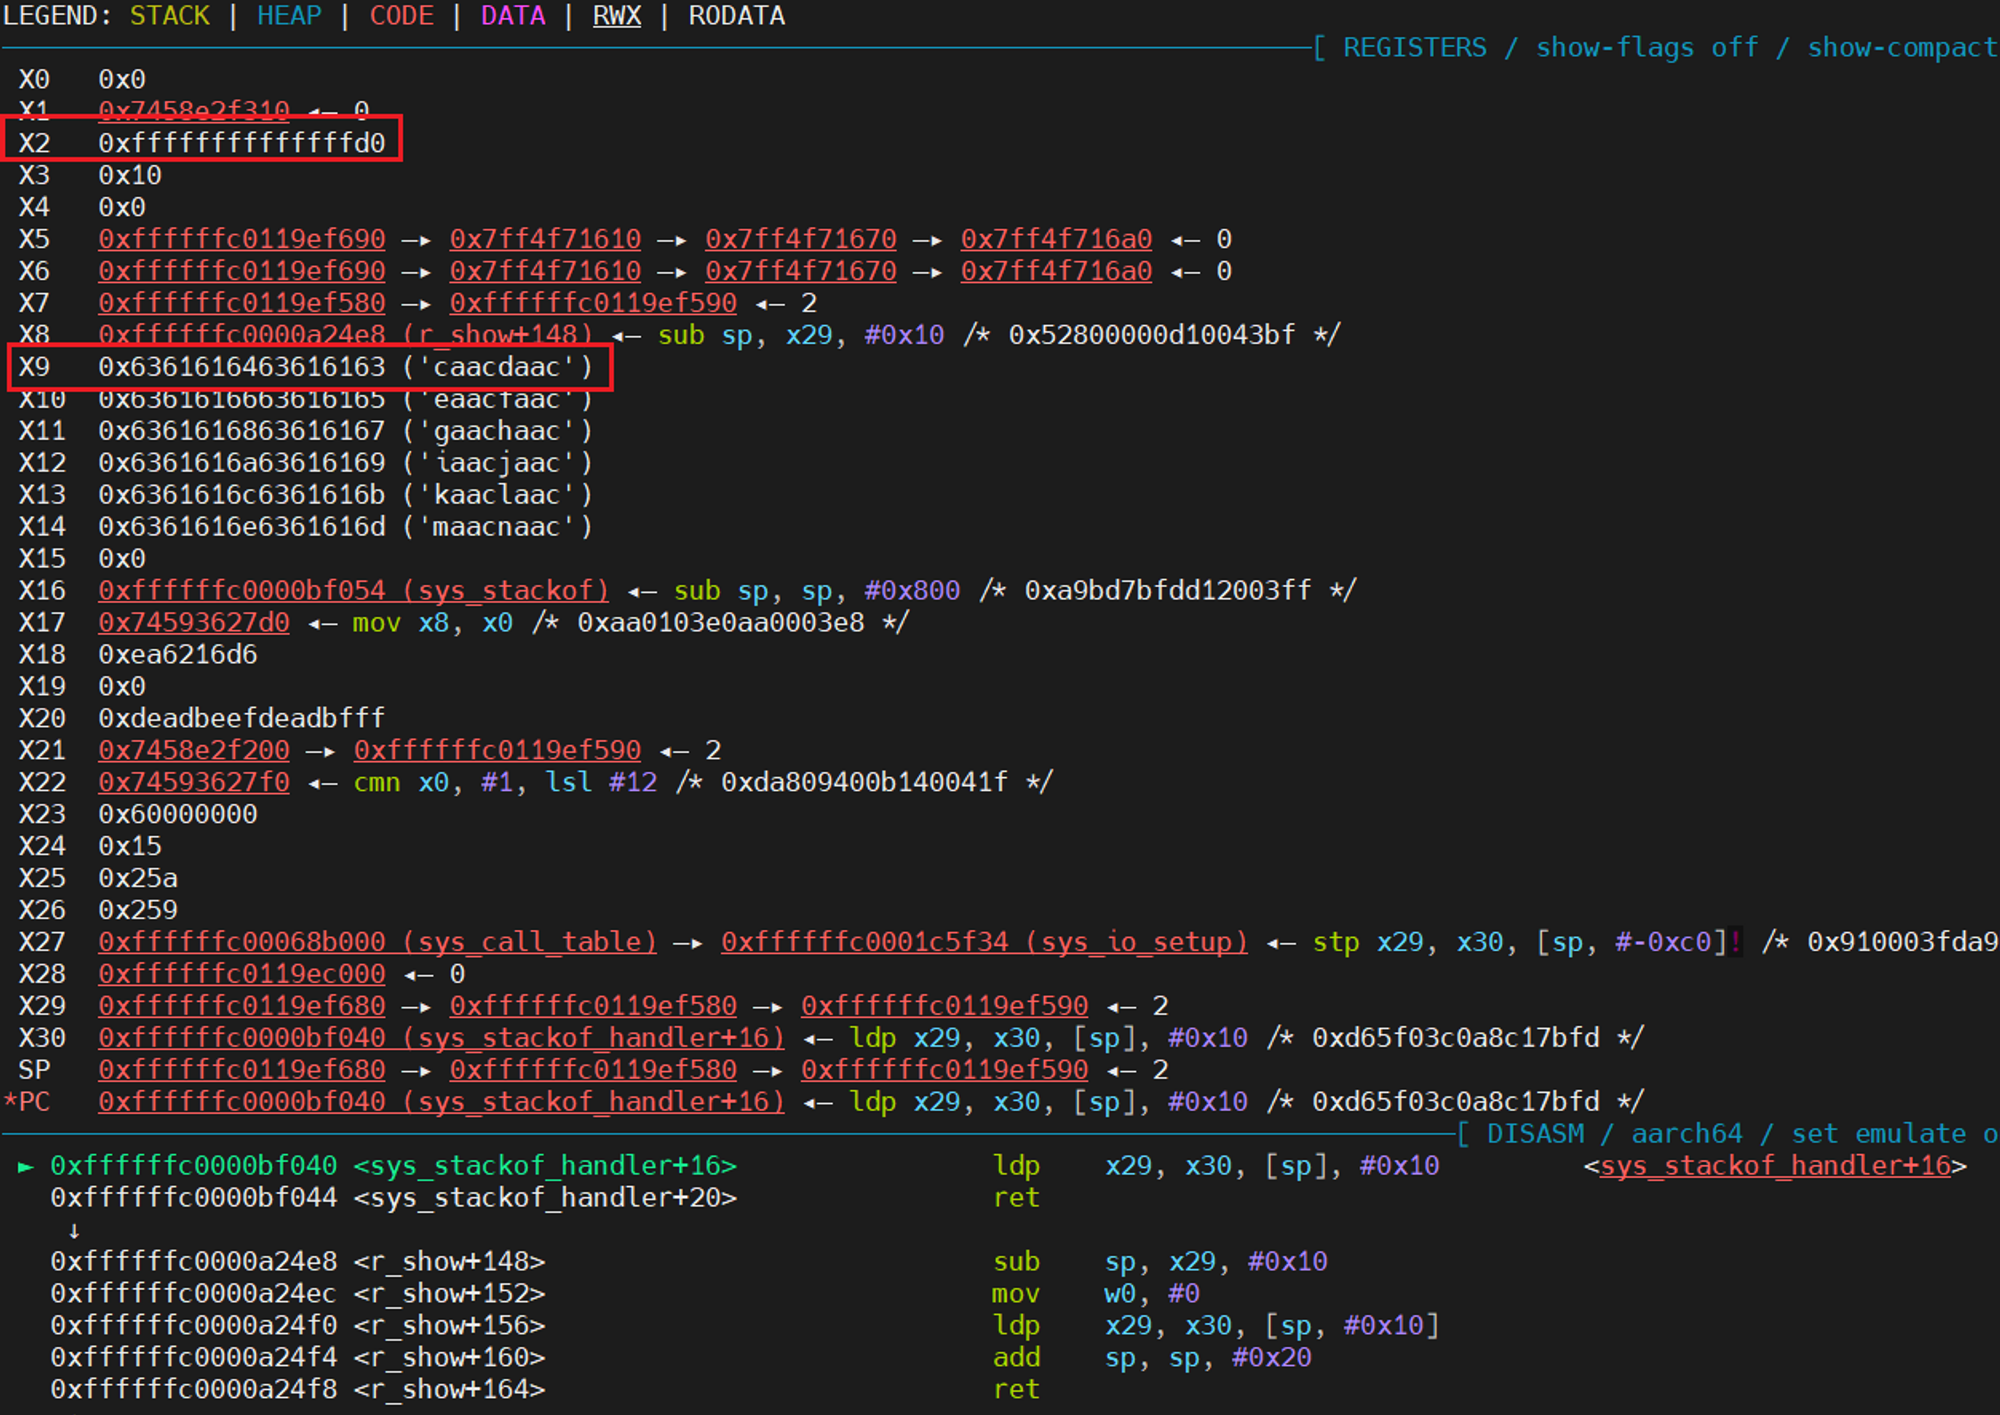 LEGEND: STACK | HEAP | CODE | DATA | RWX | RODATA
[ REGISTERS / show-flags off / show-compact
X0   0x0
X1   0x7458e2f310 ◂— 0
X2   0xffffffffffffffd0
X3   0x10
X4   0x0
X5   0xffffffc0119ef690 —▸ 0x7ff4f71610 —▸ 0x7ff4f71670 —▸ 0x7ff4f716a0 ◂— 0
X6   0xffffffc0119ef690 —▸ 0x7ff4f71610 —▸ 0x7ff4f71670 —▸ 0x7ff4f716a0 ◂— 0
X7   0xffffffc0119ef580 —▸ 0xffffffc0119ef590 ◂— 2
X8   0xffffffc0000a24e8 (r_show+148) ◂— sub sp, x29, #0x10 /* 0x52800000d10043bf */
X9   0x6361616463616163 ('caacdaac')
X10  0x6361616663616165 ('eaacfaac')
X11  0x6361616863616167 ('gaachaac')
X12  0x6361616a63616169 ('iaacjaac')
X13  0x6361616c6361616b ('kaaclaac')
X14  0x6361616e6361616d ('maacnaac')
X15  0x0
X16  0xffffffc0000bf054 (sys_stackof) ◂— sub sp, sp, #0x800 /* 0xa9bd7bfdd12003ff */
X17  0x74593627d0 ◂— mov x8, x0 /* 0xaa0103e0aa0003e8 */
X18  0xea6216d6
X19  0x0
X20  0xdeadbeefdeadbfff
X21  0x7458e2f200 —▸ 0xffffffc0119ef590 ◂— 2
X22  0x74593627f0 ◂— cmn x0, #1, lsl #12 /* 0xda809400b140041f */
X23  0x60000000
X24  0x15
X25  0x25a
X26  0x259
X27  0xffffffc00068b000 (sys_call_table) —▸ 0xffffffc0001c5f34 (sys_io_setup) ◂— stp x29, x30, [sp, #-0xc0]! /* 0x910003fda9
X28  0xffffffc0119ec000 ◂— 0
X29  0xffffffc0119ef680 —▸ 0xffffffc0119ef580 —▸ 0xffffffc0119ef590 ◂— 2
X30  0xffffffc0000bf040 (sys_stackof_handler+16) ◂— ldp x29, x30, [sp], #0x10 /* 0xd65f03c0a8c17bfd */
SP   0xffffffc0119ef680 —▸ 0xffffffc0119ef580 —▸ 0xffffffc0119ef590 ◂— 2
*PC  0xffffffc0000bf040 (sys_stackof_handler+16) ◂— ldp x29, x30, [sp], #0x10 /* 0xd65f03c0a8c17bfd */
[ DISASM / aarch64 / set emulate o
► 0xffffffc0000bf040 <sys_stackof_handler+16> ldp x29, x30, [sp], #0x10 <sys_stackof_handler+16>
0xffffffc0000bf044 <sys_stackof_handler+20> ret
↓
0xffffffc0000a24e8 <r_show+148> sub sp, x29, #0x10
0xffffffc0000a24ec <r_show+152> mov w0, #0
0xffffffc0000a24f0 <r_show+156> ldp x29, x30, [sp, #0x10]
0xffffffc0000a24f4 <r_show+160> add sp, sp, #0x20
0xffffffc0000a24f8 <r_show+164> ret